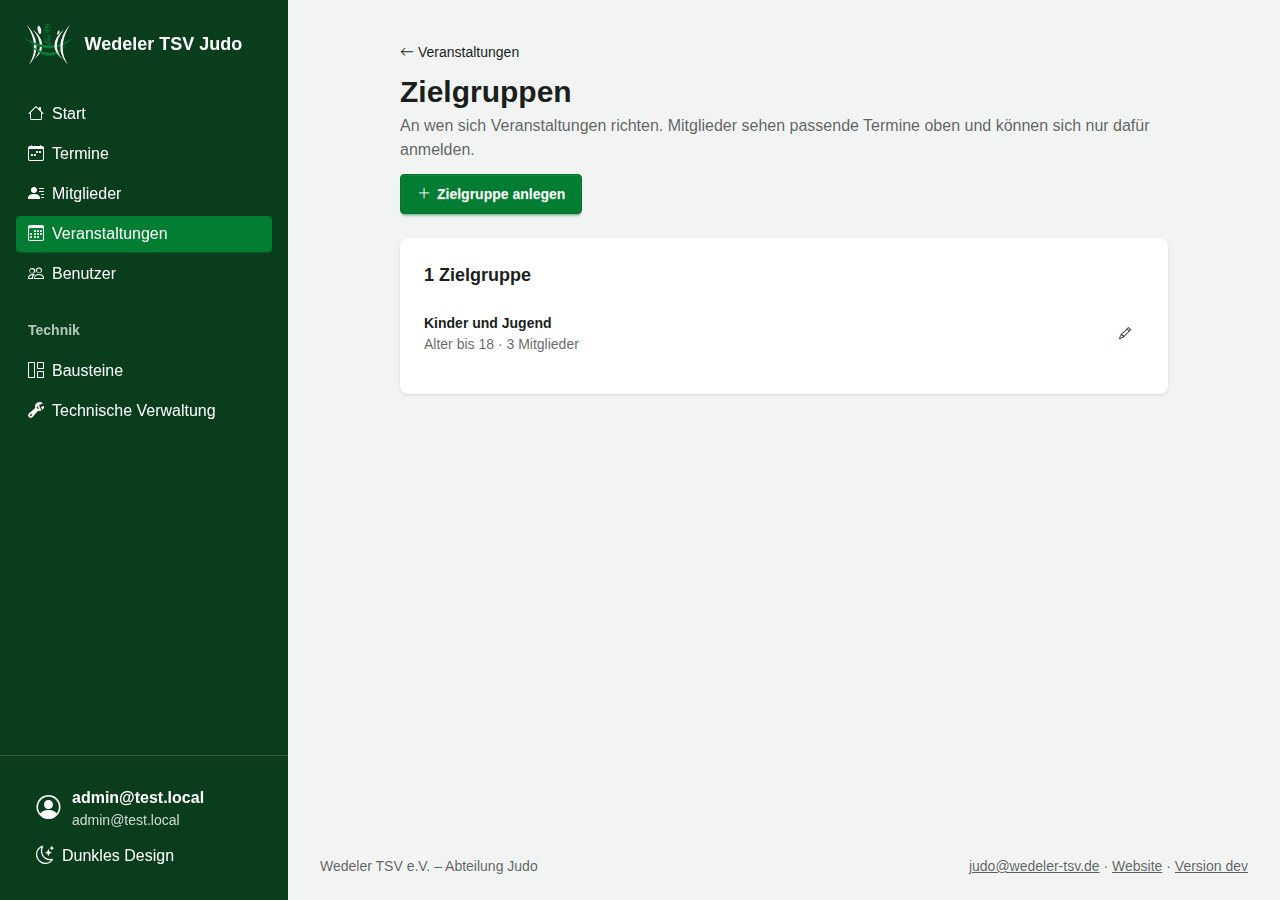 Wedeler TSV Judo
Start
Termine
Mitglieder
Veranstaltungen
Benutzer
Technik
Bausteine
Technische Verwaltung
admin@test.local
admin@test.local
Dunkles Design
← Veranstaltungen
Zielgruppen
An wen sich Veranstaltungen richten. Mitglieder sehen passende Termine oben und können sich nur dafür
anmelden.
+ Zielgruppe anlegen
1 Zielgruppe
Kinder und Jugend
Alter bis 18 · 3 Mitglieder
Wedeler TSV e.V. – Abteilung Judo
judo@wedeler-tsv.de · Website · Version dev